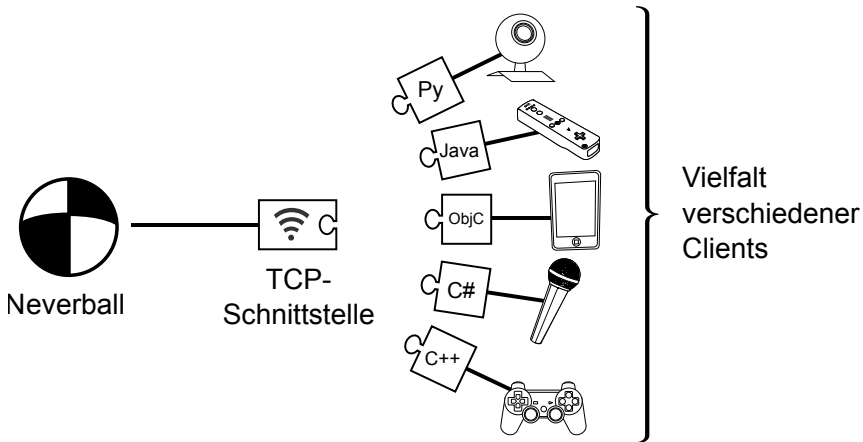 Neverball
TCP-
Schnittstelle
Py
Java
ObjC
C#
C++
Vielfalt
verschiedener
Clients